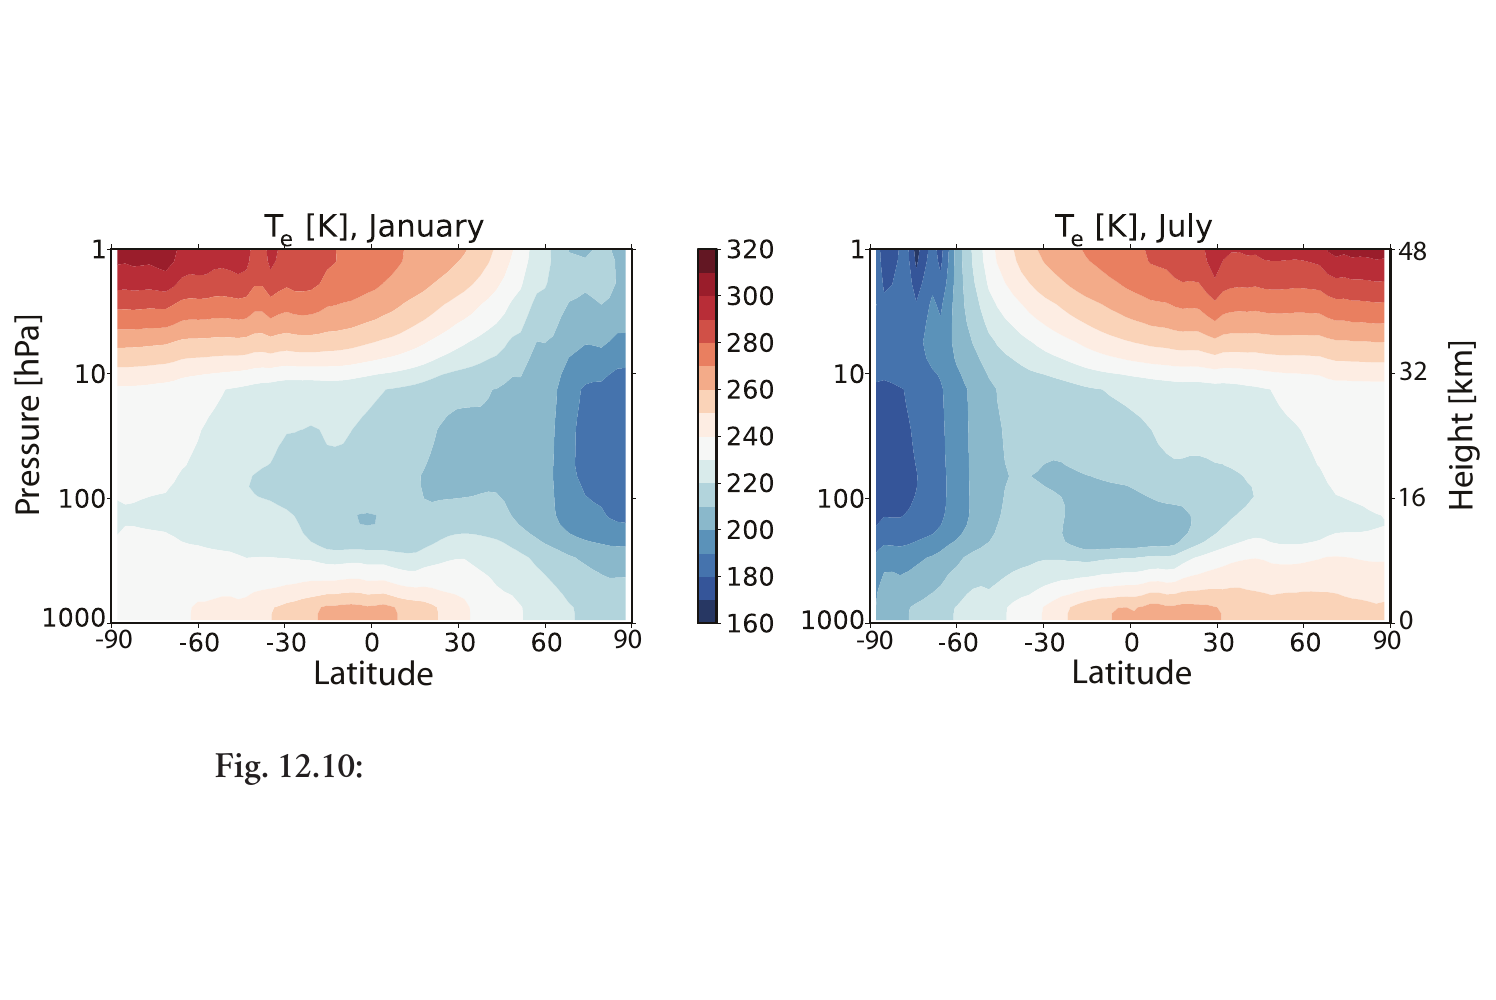 Te [K], January
Te [K], July
1
10
100
1000
Pressure [hPa]
-90 -60 -30 0 30 60 90
Latitude
320
300
280
260
240
220
200
180
160
1
10
100
1000
-90 -60 -30 0 30 60 90
Latitude
48
32
16
0
Height [km]
Fig. 12.10: